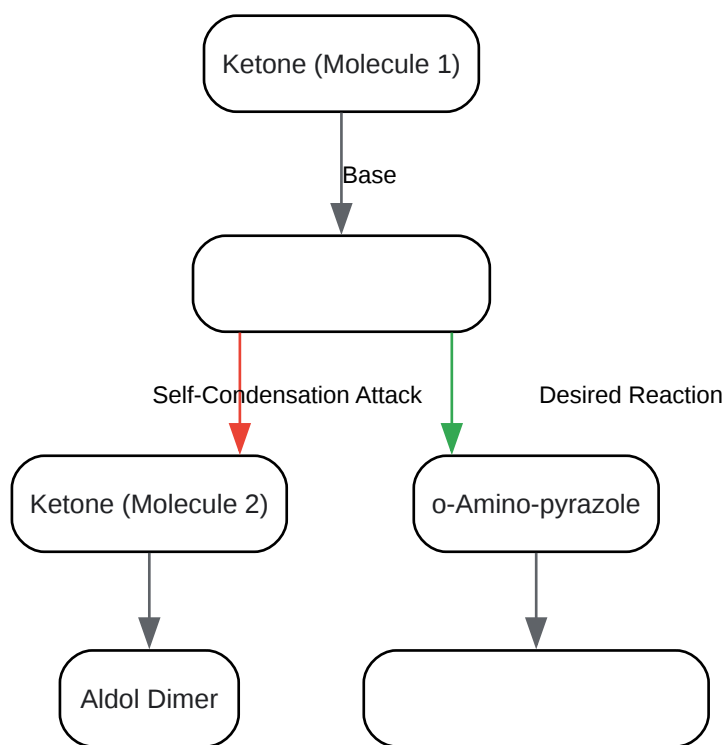 Ketone (Molecule 1)
Base
Self-Condensation Attack
Desired Reaction
Ketone (Molecule 2)
o-Amino-pyrazole
Aldol Dimer